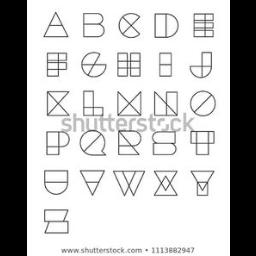 A B C D E
F G H I J
K L M N O
shutterstock
P Q R S T
U V W X Y
Z
www.shutterstock.com · 1113882947